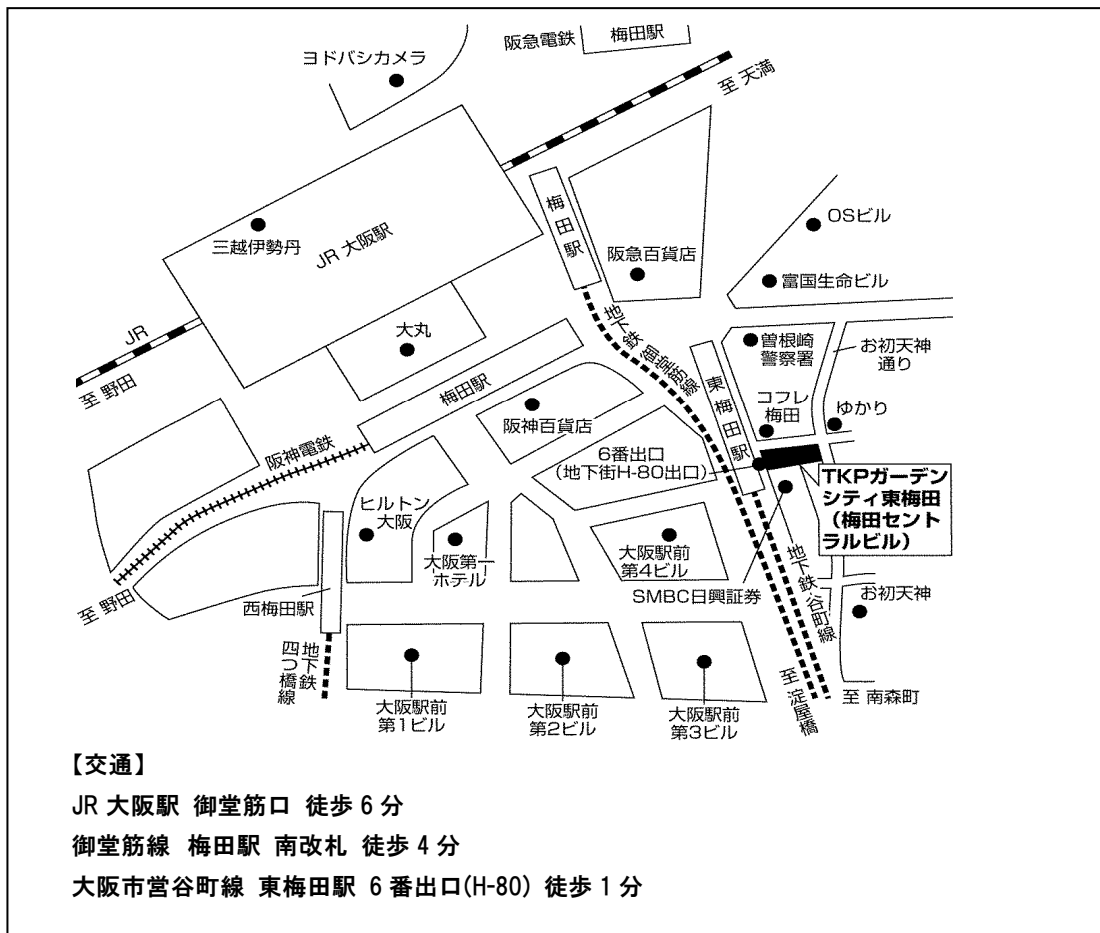 阪急電鉄
梅田駅
ヨドバシカメラ
至 天満
梅田駅
OSビル
三越伊勢丹
JR 大阪駅
阪急百貨店
富国生命ビル
JR
大丸
地下鉄 御堂筋線
曽根崎
警察署
お初天神
通り
至 野田
梅田駅
東梅田駅
コフレ
梅田
ゆかり
阪神百貨店
阪神電鉄
6番出口
(地下街H-80出口)
TKPガーデン
シティ東梅田
(梅田セント
ラルビル)
ヒルトン
大阪
大阪第一
ホテル
大阪駅前
第4ビル
SMBC日興証券
地下鉄 谷町線
お初天神
至 野田
西梅田駅
地下鉄
四つ橋線
大阪駅前
第1ビル
大阪駅前
第2ビル
大阪駅前
第3ビル
至 淀屋橋
至 南森町
【交通】
JR 大阪駅 御堂筋口 徒歩 6 分
御堂筋線 梅田駅 南改札 徒歩 4 分
大阪市営谷町線 東梅田駅 6 番出口(H-80) 徒歩 1 分